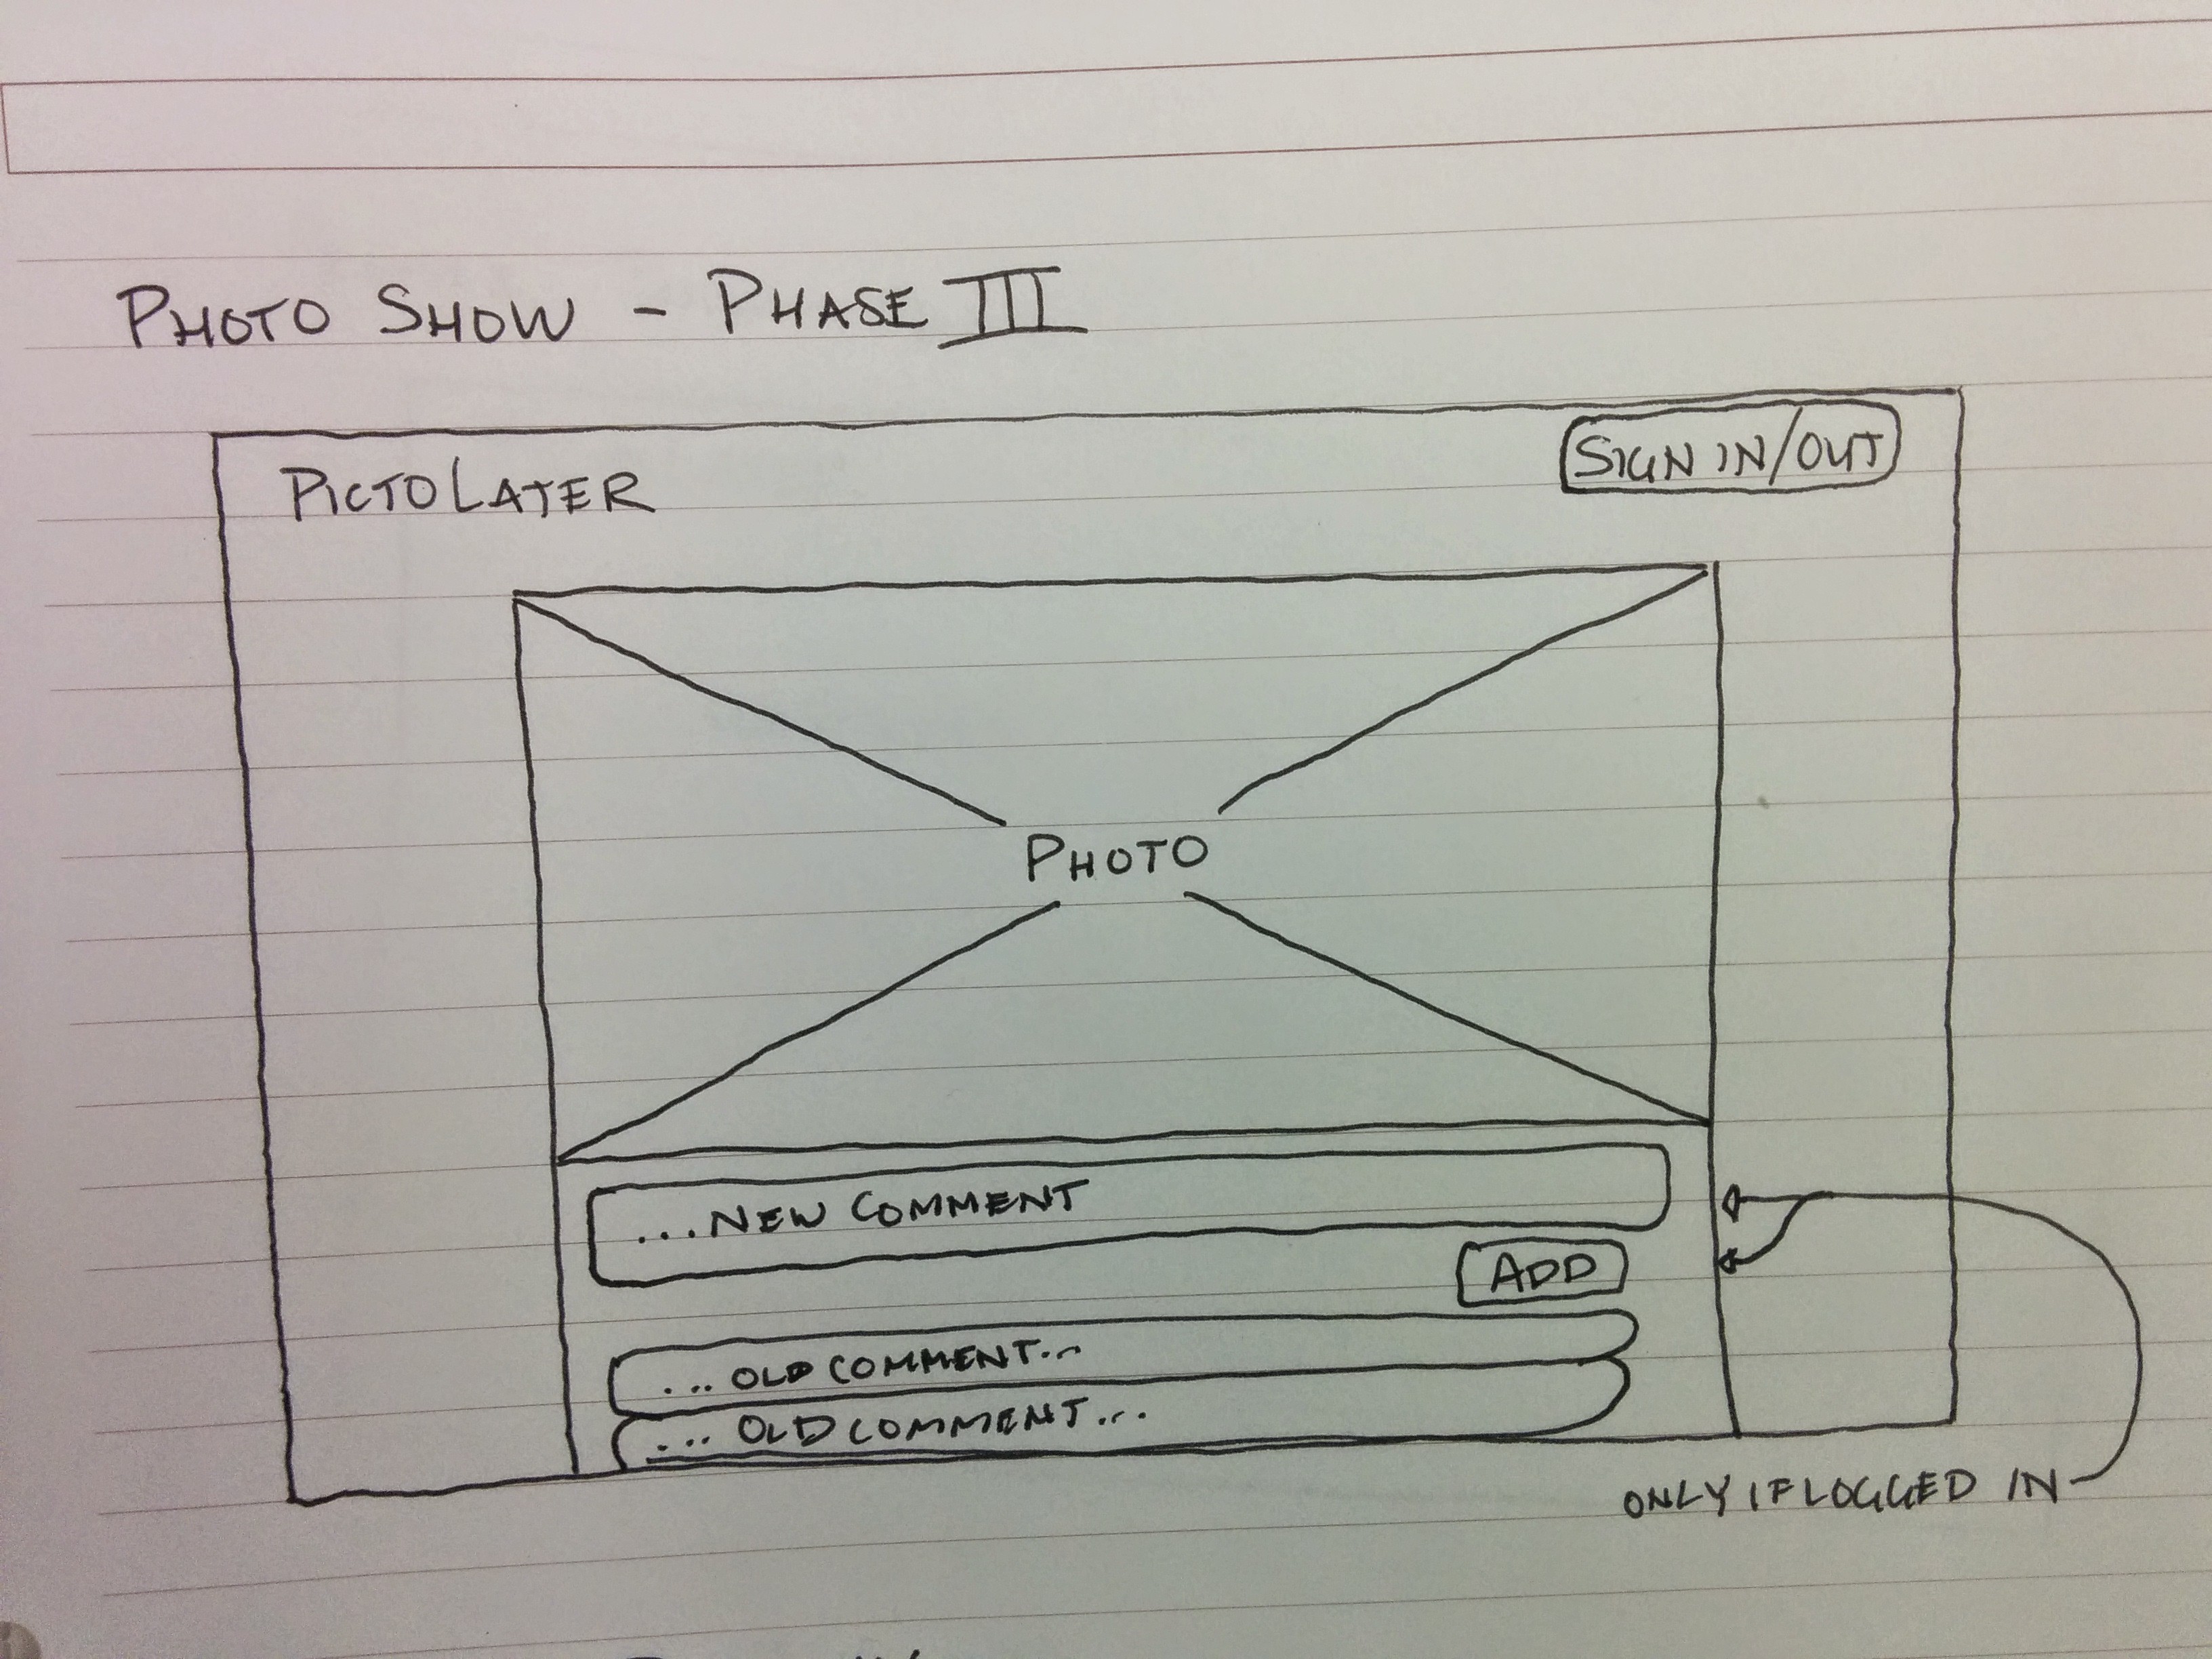 PHOTO SHOW - PHASE III
PICTOLATER
SIGN IN/OUT
PHOTO
...NEW COMMENT
ADD
... OLD COMMENT...
... OLD COMMENT...
ONLY IF LOGGED IN